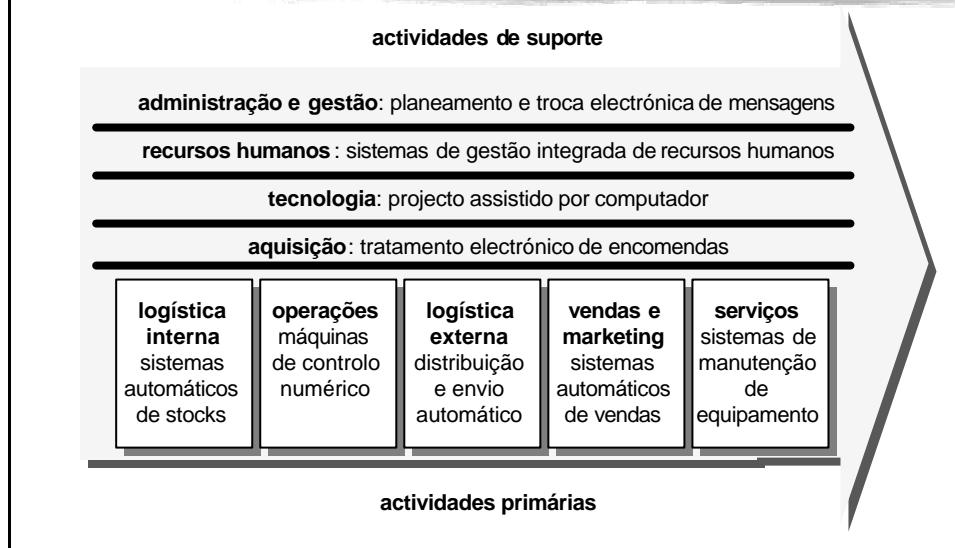 actividades de suporte
administração e gestão: planeamento e troca electrónica de mensagens
recursos humanos : sistemas de gestão integrada de recursos humanos
tecnologia: projecto assistido por computador
aquisição: tratamento electrónico de encomendas
logística
interna
sistemas
automáticos
de stocks
operações
máquinas
de controlo
numérico
logística
externa
distribuição
e envio
automático
vendas e
marketing
sistemas
automáticos
de vendas
serviços
sistemas de
manutenção
de
equipamento
actividades primárias